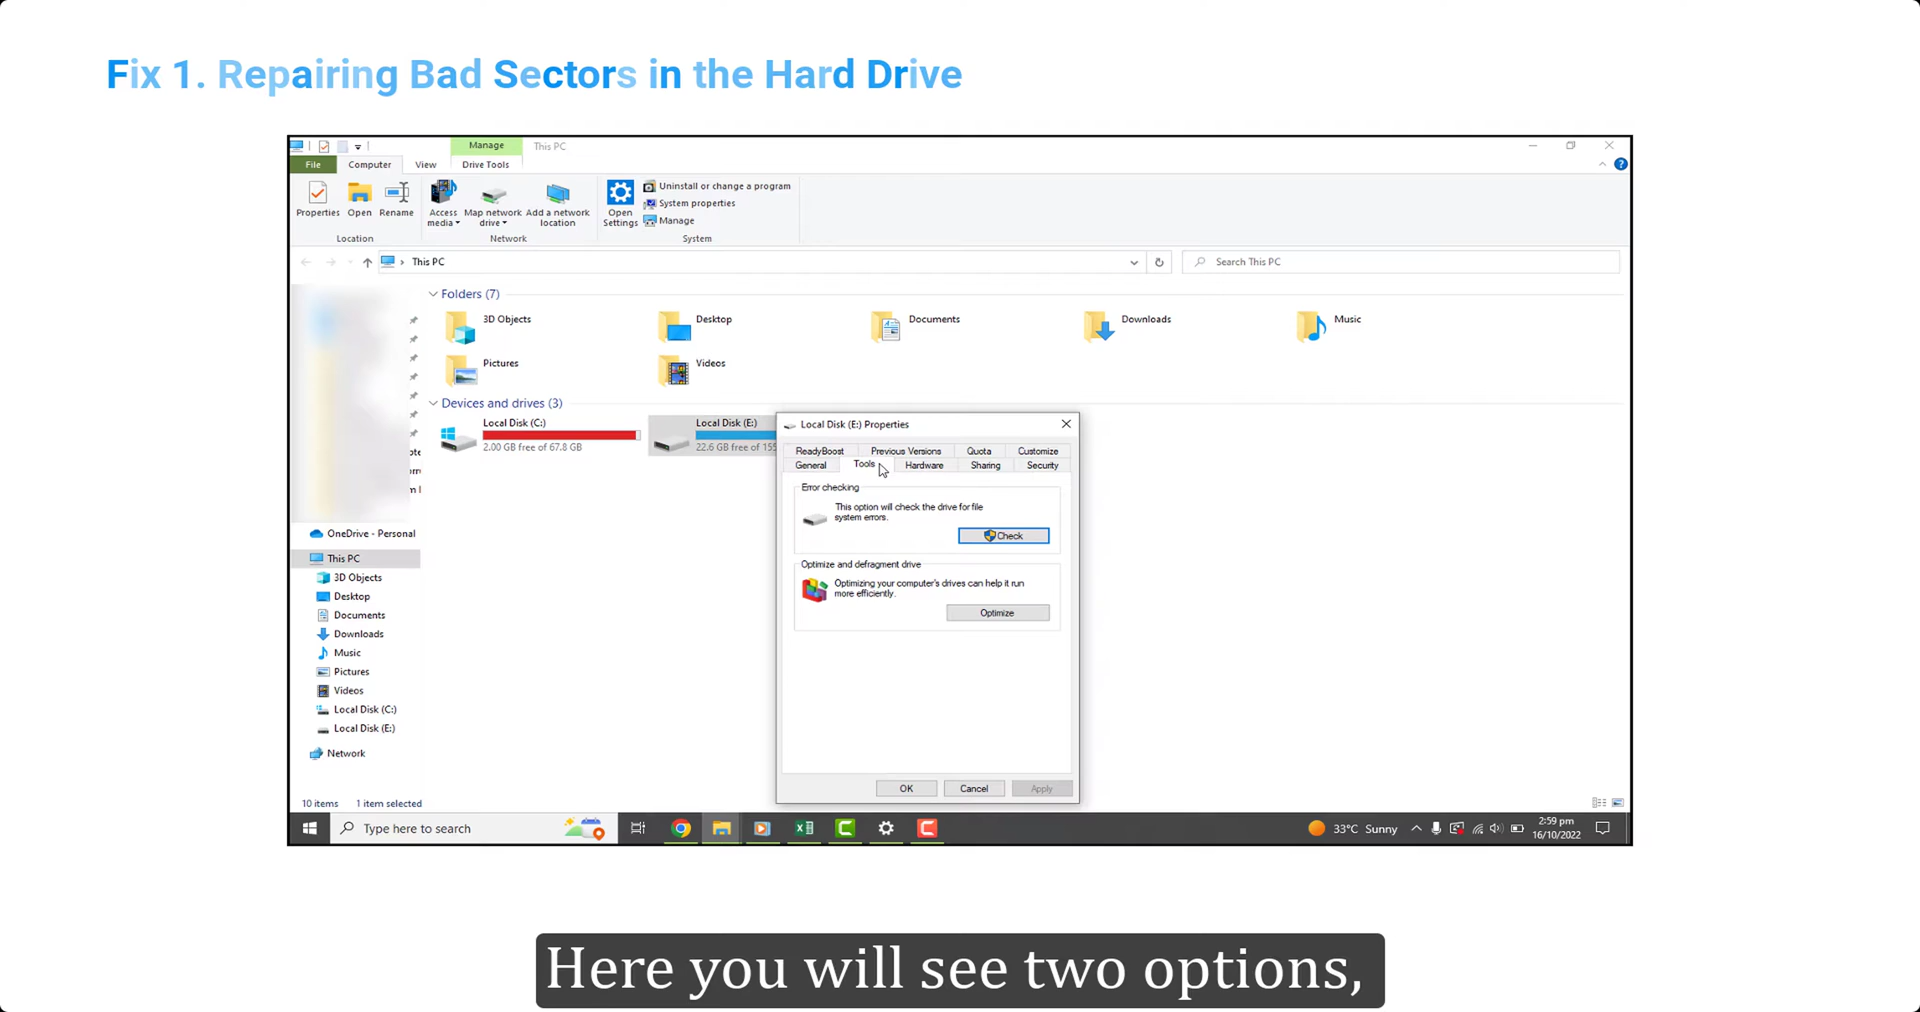 Fix 1. Repairing Bad Sectors in the Hard Drive
Manage
This PC
File
Computer
View
Drive Tools
Properties
Open
Rename
Access media
Map network drive
Add a network location
Open Settings
Uninstall or change a program
System properties
Manage
Location
Network
System
This PC
Search This PC
Folders (7)
3D Objects
Desktop
Documents
Downloads
Music
Pictures
Videos
Devices and drives (3)
Local Disk (C:)
2.00 GB free of 67.8 GB
Local Disk (E:)
22.6 GB free of 155
OneDrive - Personal
This PC
3D Objects
Desktop
Documents
Downloads
Music
Pictures
Videos
Local Disk (C:)
Local Disk (E:)
Network
10 items
1 item selected
Local Disk (E:) Properties
ReadyBoost
Previous Versions
Quota
Customize
General
Tools
Hardware
Sharing
Security
Error checking
This option will check the drive for file
system errors.
Check
Optimize and defragment drive
Optimizing your computer's drives can help it run
more efficiently.
Optimize
OK
Cancel
Apply
Type here to search
33°C Sunny
2:59 pm
16/10/2022
Here you will see two options,